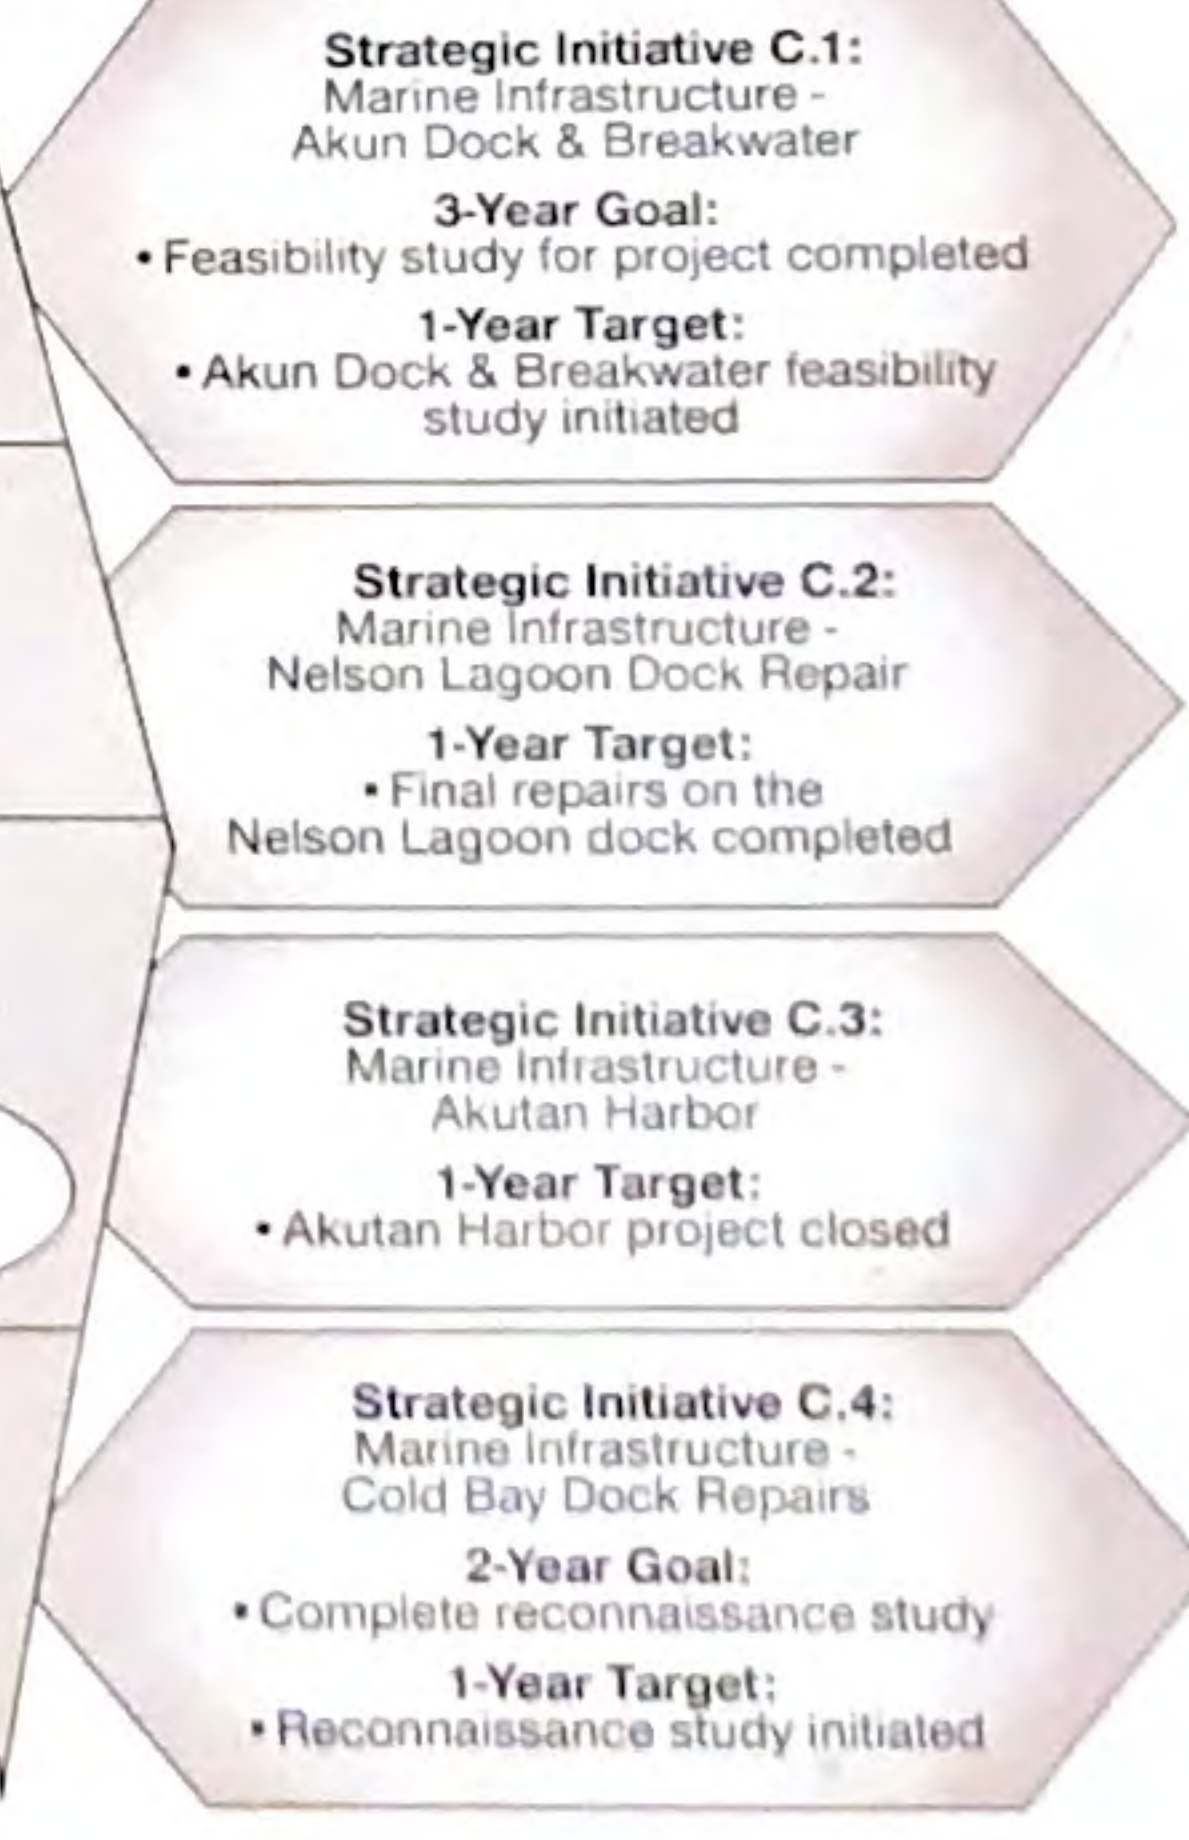 Strategic Initiative C.1:
Marine Infrastructure -
Akun Dock & Breakwater
3-Year Goal:
• Feasibility study for project completed
1-Year Target:
• Akun Dock & Breakwater feasibility
study initiated
Strategic Initiative C.2:
Marine Infrastructure -
Nelson Lagoon Dock Repair
1-Year Target:
• Final repairs on the
Nelson Lagoon dock completed
Strategic Initiative C.3:
Marine Infrastructure -
Akutan Harbor
1-Year Target:
• Akutan Harbor project closed
Strategic Initiative C.4:
Marine Infrastructure -
Cold Bay Dock Repairs
2-Year Goal:
• Complete reconnaissance study
1-Year Target:
• Reconnaissance study initiated